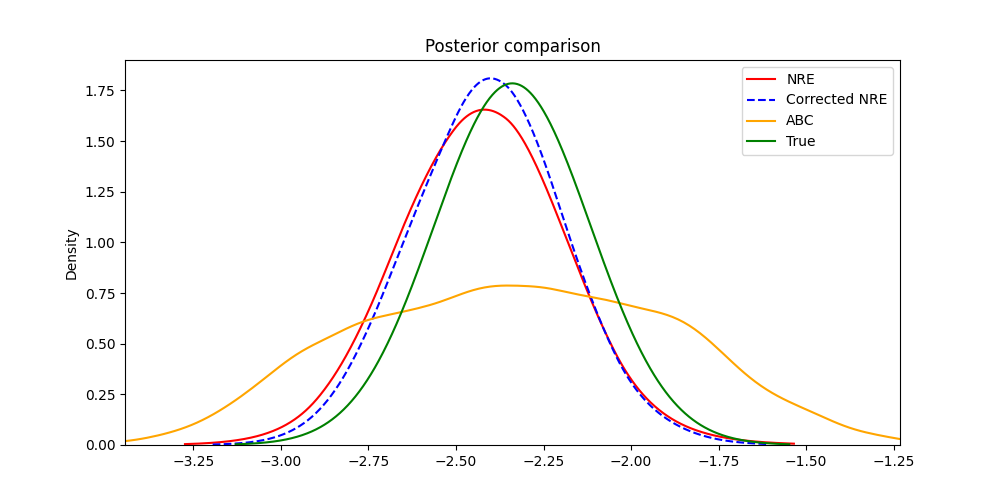 Posterior comparison
NRE
Corrected NRE
ABC
True
Density
1.75
1.50
1.25
1.00
0.75
0.50
0.25
0.00
−3.25 −3.00 −2.75 −2.50 −2.25 −2.00 −1.75 −1.50 −1.25